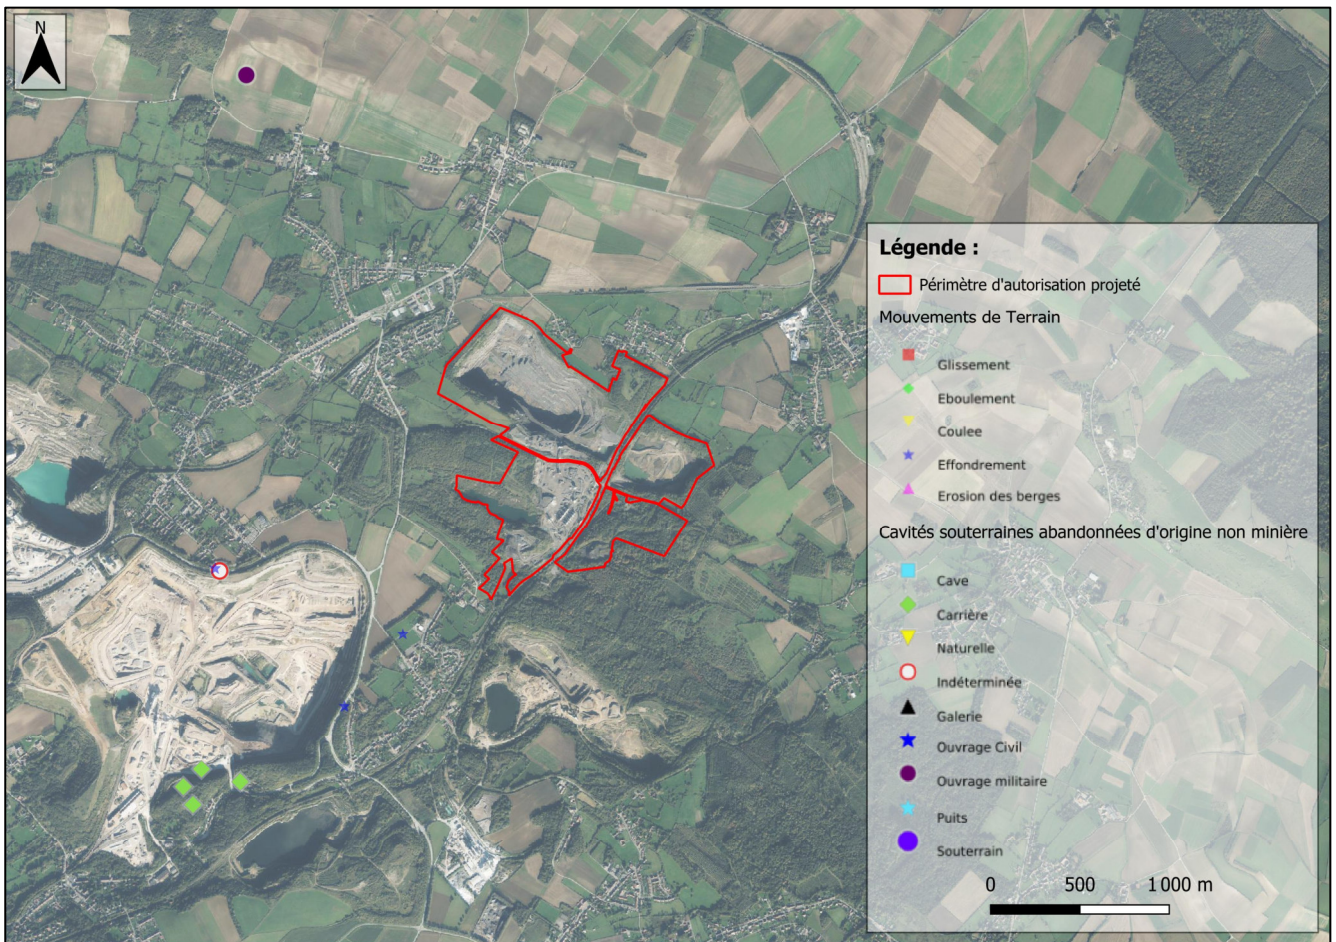 N
Légende :
Périmètre d'autorisation projeté
Mouvements de Terrain
Glissement
Eboulement
Coulee
Effondrement
Erosion des berges
Cavités souterraines abandonnées d'origine non minière
Cave
Carrière
Naturelle
Indéterminée
Galerie
Ouvrage Civil
Ouvrage militaire
Puits
Souterrain
0 500 1 000 m